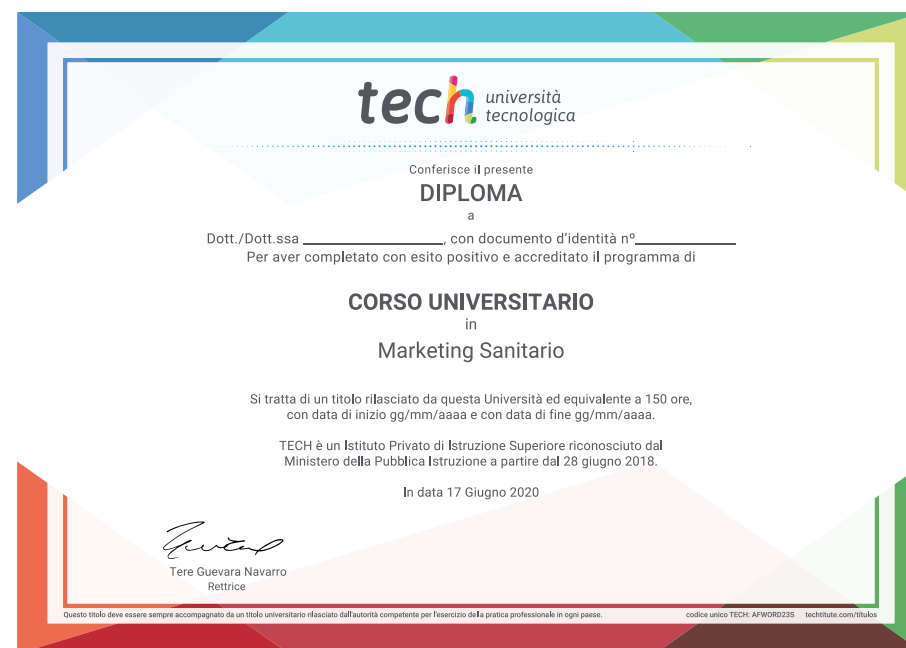 tech università
tecnologica
Conferisce il presente
DIPLOMA
a
Dott./Dott.ssa ____________________, con documento d'identità nº______________
Per aver completato con esito positivo e accreditato il programma di
CORSO UNIVERSITARIO
in
Marketing Sanitario
Si tratta di un titolo rilasciato da questa Università ed equivalente a 150 ore,
con data di inizio gg/mm/aaaa e con data di fine gg/mm/aaaa.
TECH è un Istituto Privato di Istruzione Superiore riconosciuto dal
Ministero della Pubblica Istruzione a partire dal 28 giugno 2018.
In data 17 Giugno 2020
Tere Guevara Navarro
Rettrice
Questo titolo deve essere sempre accompagnato da un titolo universitario rilasciato dall'autorità competente per l'esercizio della pratica professionale in ogni paese. codice unico TECH: AFWORD23S techtitute.com/titulos